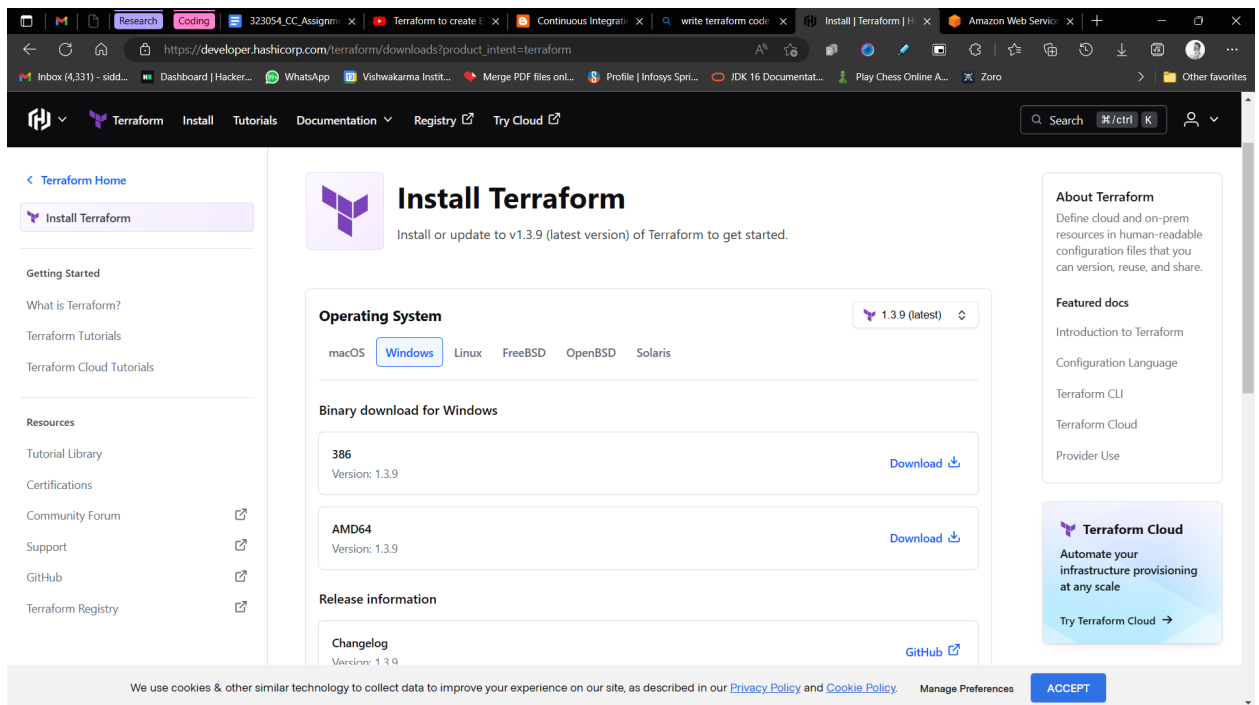 Research
Coding
323054_CC_Assignm
Terraform to create E
Continuous Integrati
write terraform code
Install | Terraform | H
Amazon Web Service
https://developer.hashicorp.com/terraform/downloads?product_intent=terraform
Inbox (4,331) - sidd...
Dashboard | Hacker...
WhatsApp
Vishwakarma Instit...
Merge PDF files onl...
Profile | Infosys Spri...
JDK 16 Documentat...
Play Chess Online A...
Zoro
Other favorites
Terraform
Install
Tutorials
Documentation
Registry
Try Cloud
Search
⌘/ctrl
K
Terraform Home
Install Terraform
Getting Started
What is Terraform?
Terraform Tutorials
Terraform Cloud Tutorials
Resources
Tutorial Library
Certifications
Community Forum
Support
GitHub
Terraform Registry
Install Terraform
Install or update to v1.3.9 (latest version) of Terraform to get started.
Operating System
1.3.9 (latest)
macOS
Windows
Linux
FreeBSD
OpenBSD
Solaris
Binary download for Windows
386
Version: 1.3.9
Download
AMD64
Version: 1.3.9
Download
Release information
Changelog
Version: 1.3.9
GitHub
About Terraform
Define cloud and on-prem
resources in human-readable
configuration files that you
can version, reuse, and share.
Featured docs
Introduction to Terraform
Configuration Language
Terraform CLI
Terraform Cloud
Provider Use
Terraform Cloud
Automate your
infrastructure provisioning
at any scale
Try Terraform Cloud
We use cookies & other similar technology to collect data to improve your experience on our site, as described in our Privacy Policy and Cookie Policy.
Manage Preferences
ACCEPT